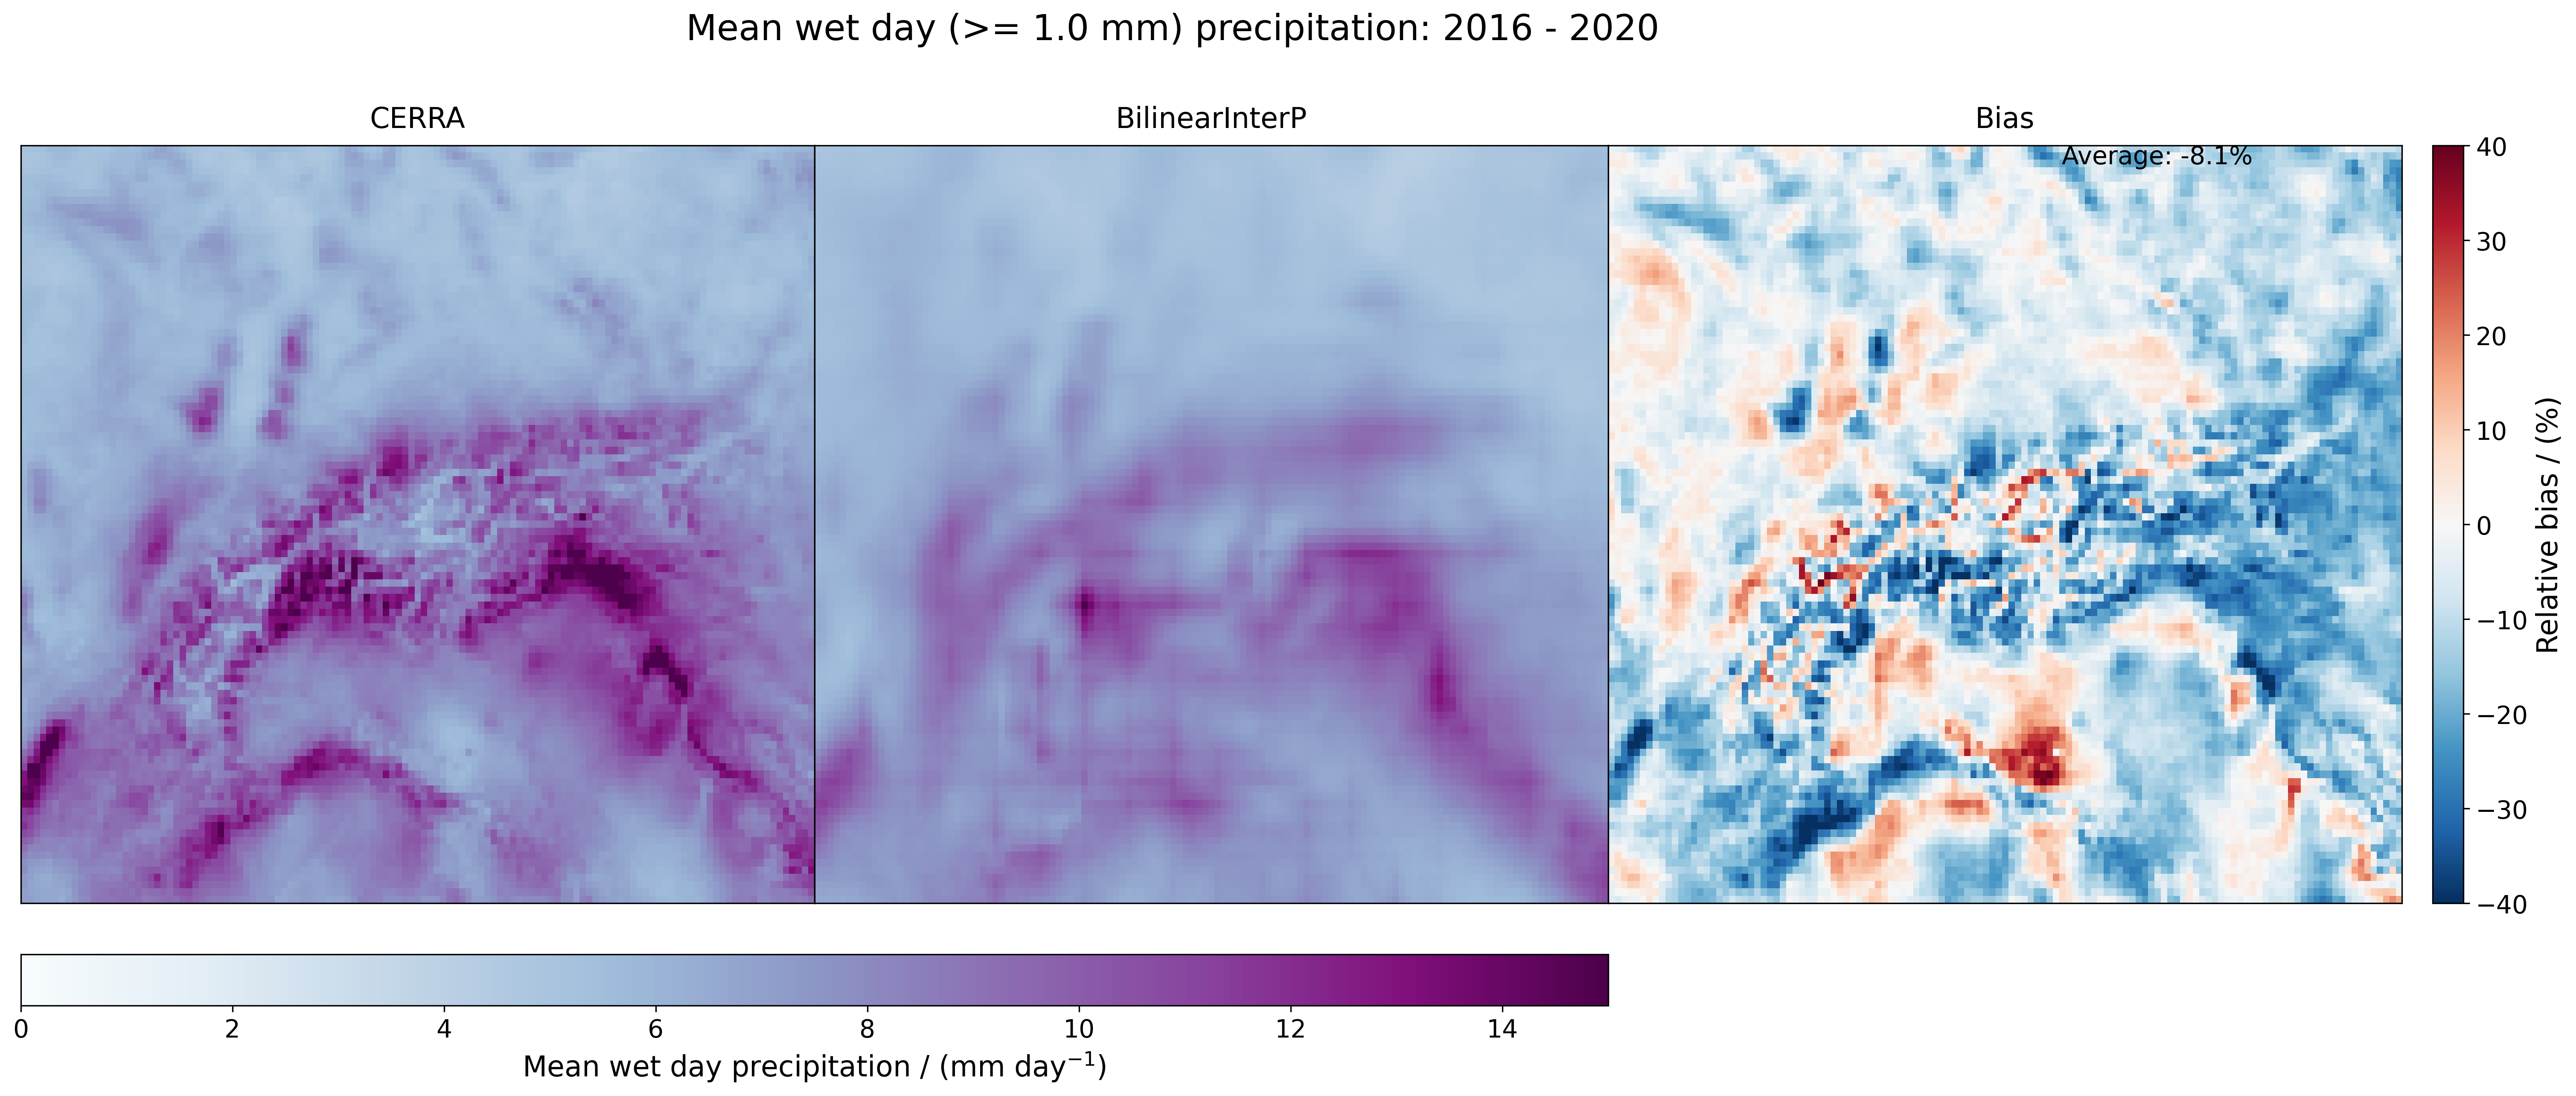 Mean wet day (>= 1.0 mm) precipitation: 2016 - 2020
CERRA
BilinearInterP
Bias
Average: -8.1%
40
30
20
10
0
−10
−20
−30
−40
Relative bias / (%)
0 2 4 6 8 10 12 14
Mean wet day precipitation / (mm day⁻¹)